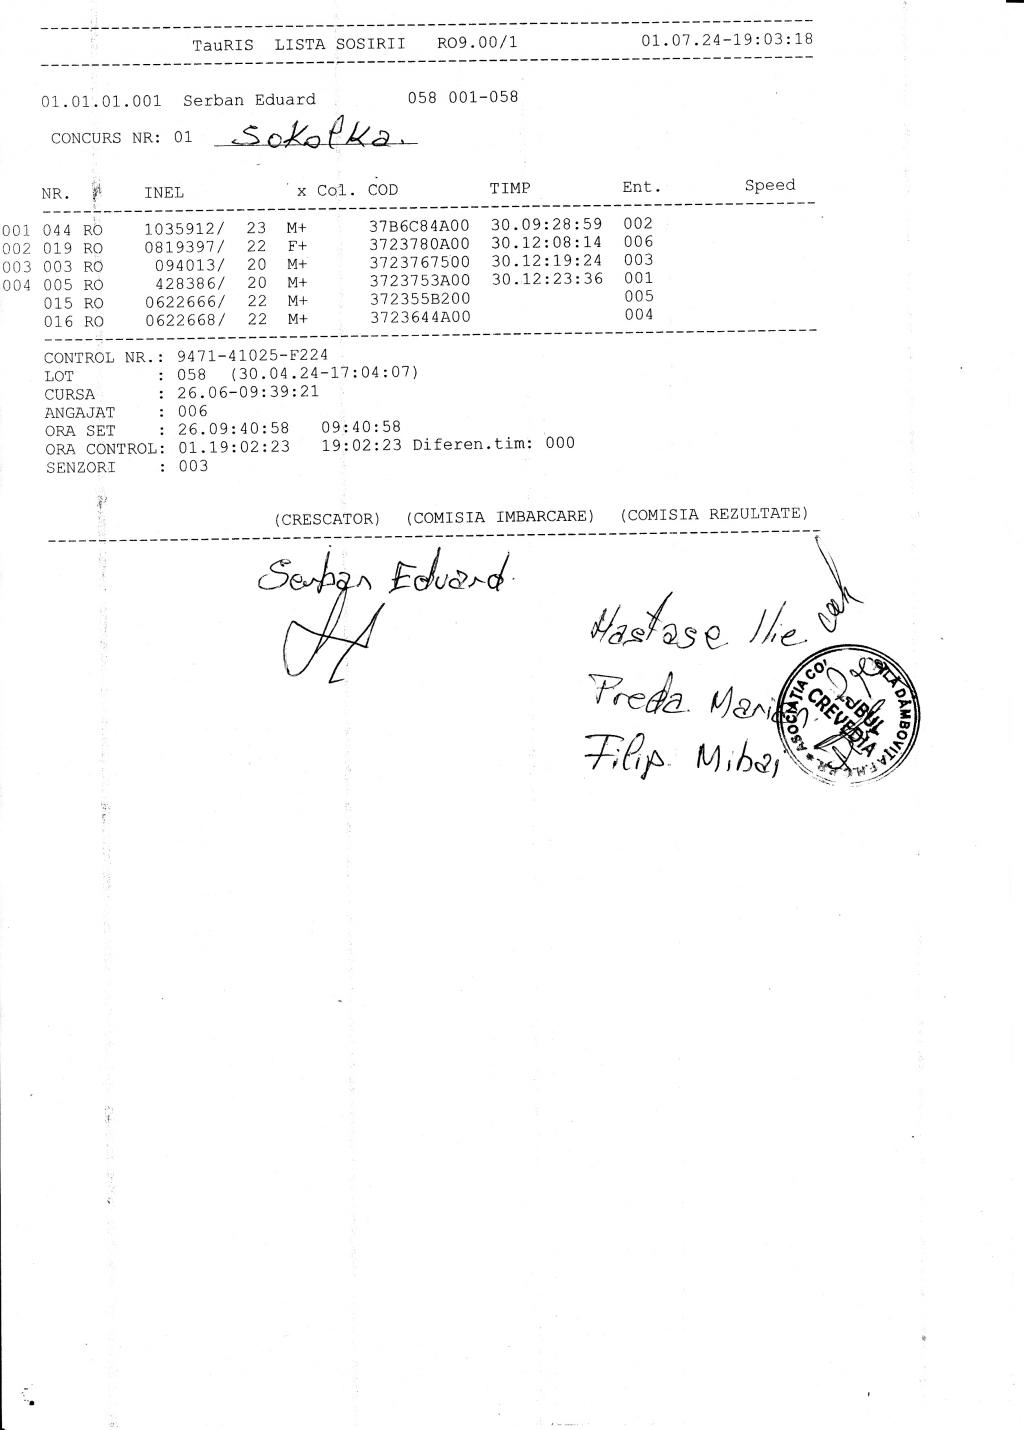 TauRIS LISTA SOSIRII RO9.00/1 01.07.24-19:03:18
01.01.01.001 Serban Eduard 058 001-058
CONCURS NR: 01 Sokolka.
NR. INEL x Col. COD TIMP Ent. Speed
001 044 RO 1035912/ 23 M+ 37B6C84A00 30.09:28:59 002
002 019 RO 0819397/ 22 F+ 3723780A00 30.12:08:14 006
003 003 RO 094013/ 20 M+ 3723767500 30.12:19:24 003
004 005 RO 428386/ 20 M+ 3723753A00 30.12:23:36 001
015 RO 0622666/ 22 M+ 372355B200 005
016 RO 0622668/ 22 M+ 3723644A00 004
CONTROL NR.: 9471-41025-F224
LOT : 058 (30.04.24-17:04:07)
CURSA : 26.06-09:39:21
ANGAJAT : 006
ORA SET : 26.09:40:58 09:40:58
ORA CONTROL: 01.19:02:23 19:02:23 Diferen.tim: 000
SENZORI : 003
(CRESCATOR) (COMISIA IMBARCARE) (COMISIA REZULTATE)
Serban Eduard
Nastase Ilie
Preda Marian
Filip Mihai
ASOCIATIA DÂMBOVITA
CREVEDIA